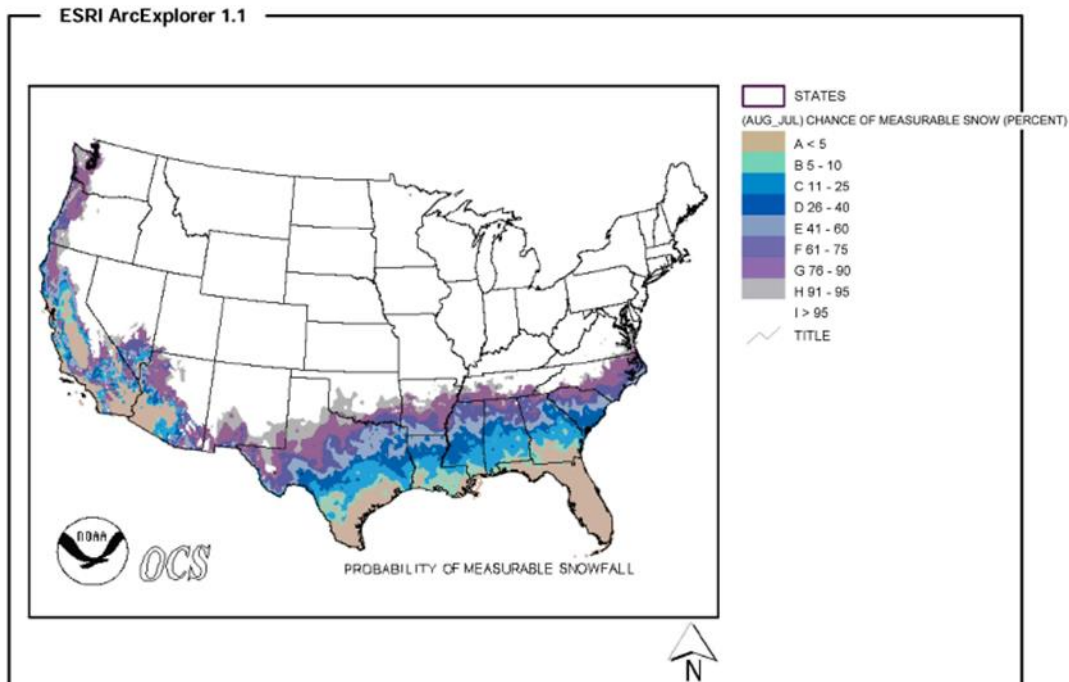 ESRI ArcExplorer 1.1
STATES
(AUG_JUL) CHANCE OF MEASURABLE SNOW (PERCENT)
A < 5
B 5 - 10
C 11 - 25
D 26 - 40
E 41 - 60
F 61 - 75
G 76 - 90
H 91 - 95
I > 95
TITLE
NOAA
OCS
PROBABILITY OF MEASURABLE SNOWFALL
N